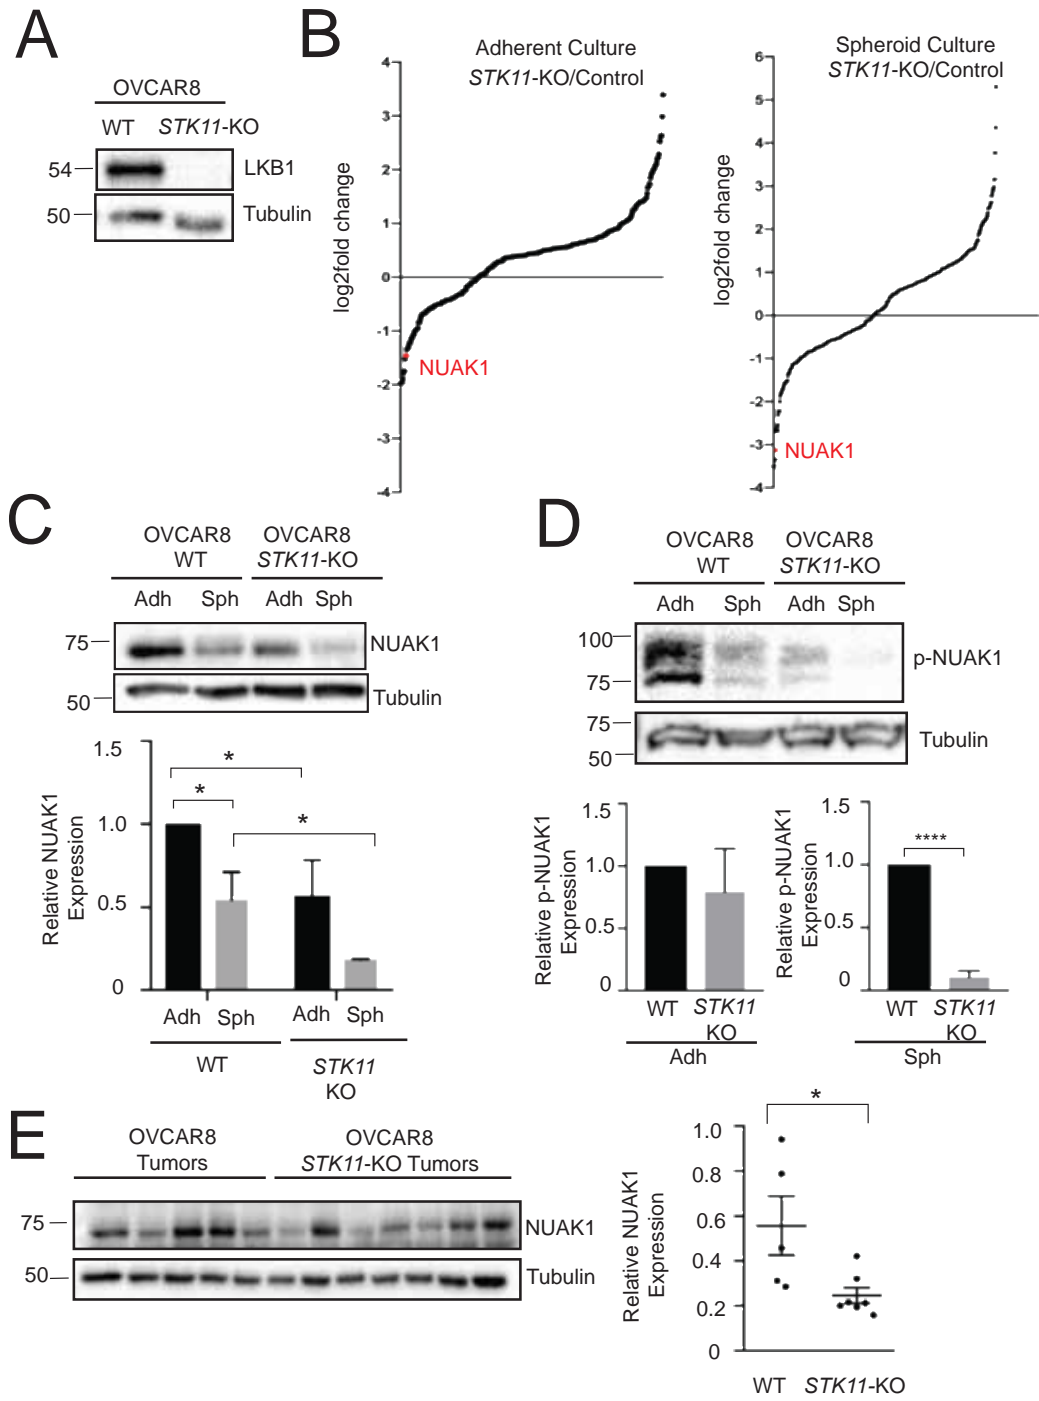 A
OVCAR8
WT STK11-KO
54 LKB1
50 Tubulin
B
Adherent Culture
STK11-KO/Control
log2fold change
4
3
2
1
0
-1
-2
-3
-4
NUAK1
Spheroid Culture
STK11-KO/Control
log2fold change
6
5
4
3
2
1
0
-1
-2
-3
-4
NUAK1
C
OVCAR8 OVCAR8
WT STK11-KO
Adh Sph Adh Sph
75 NUAK1
50 Tubulin
Relative NUAK1
Expression
1.5
1.0
0.5
0
*
*
*
Adh Sph Adh Sph
WT STK11
KO
D
OVCAR8 OVCAR8
WT STK11-KO
Adh Sph Adh Sph
100
75
p-NUAK1
75
50
Tubulin
Relative p-NUAK1
Expression
1.5
1.0
0.5
0
WT STK11
KO
Adh
Relative p-NUAK1
Expression
1.5
1.0
0.5
0
****
WT STK11
KO
Sph
E
OVCAR8 OVCAR8
Tumors STK11-KO Tumors
75 NUAK1
50 Tubulin
Relative NUAK1
Expression
1.0
0.8
0.6
0.4
0.2
0
*
WT STK11-KO